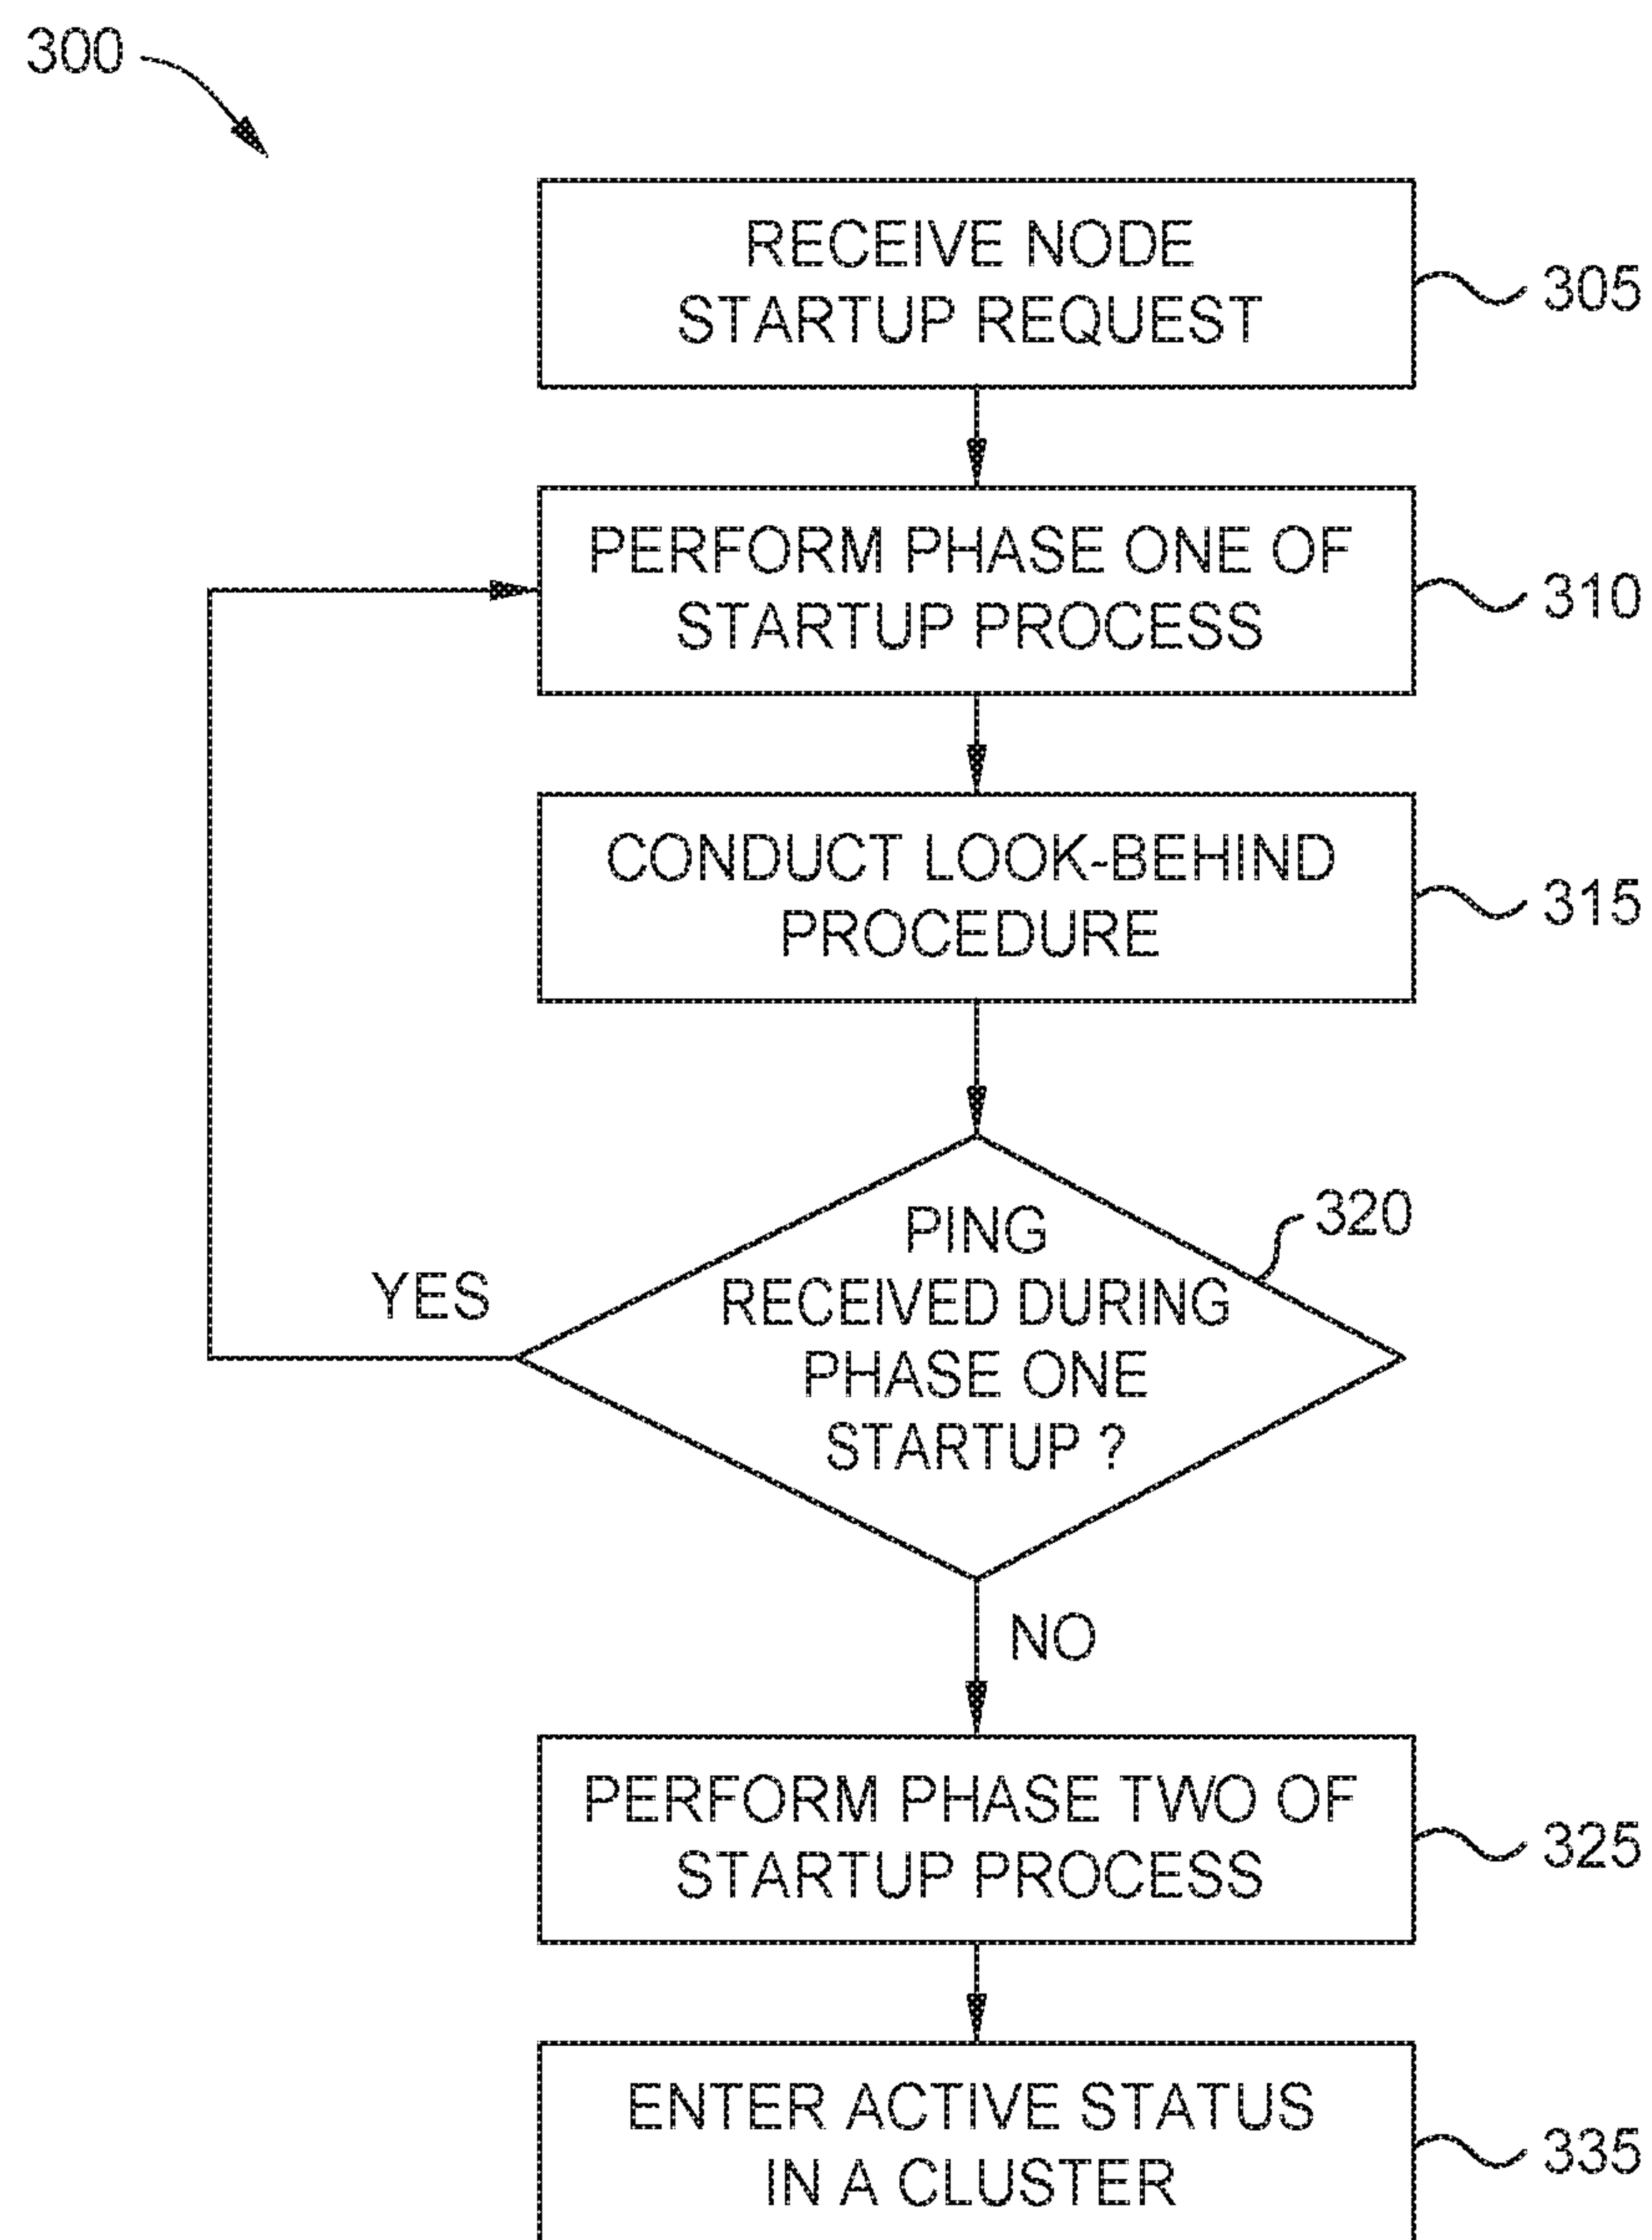 300
RECEIVE NODE
STARTUP REQUEST
305
PERFORM PHASE ONE OF
STARTUP PROCESS
310
CONDUCT LOOK-BEHIND
PROCEDURE
315
PING
RECEIVED DURING
PHASE ONE
STARTUP ?
320
YES
NO
PERFORM PHASE TWO OF
STARTUP PROCESS
325
ENTER ACTIVE STATUS
IN A CLUSTER
335